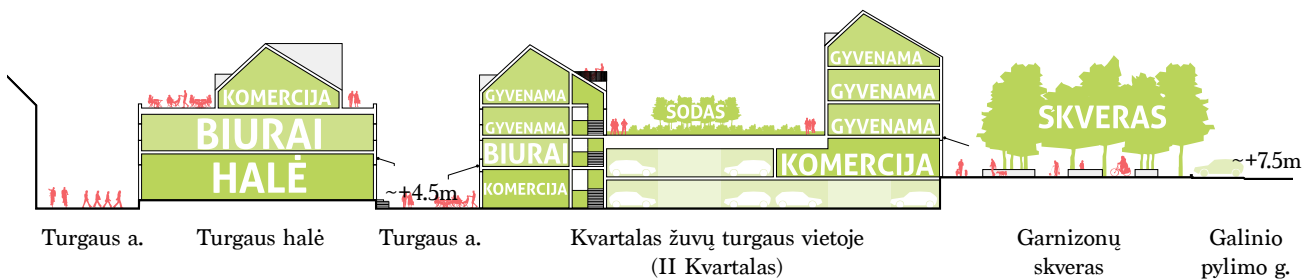 KOMERCIJA
BIURAI
HALĖ
~+4.5m
GYVENAMA
GYVENAMA
BIURAI
KOMERCIJA
SODAS
GYVENAMA
GYVENAMA
GYVENAMA
KOMERCIJA
SKVERAS
~+7.5m
Turgaus a.
Turgaus halė
Turgaus a.
Kvartalas žuvų turgaus vietoje
(II Kvartalas)
Garnizonų
skveras
Galinio
pylimo g.